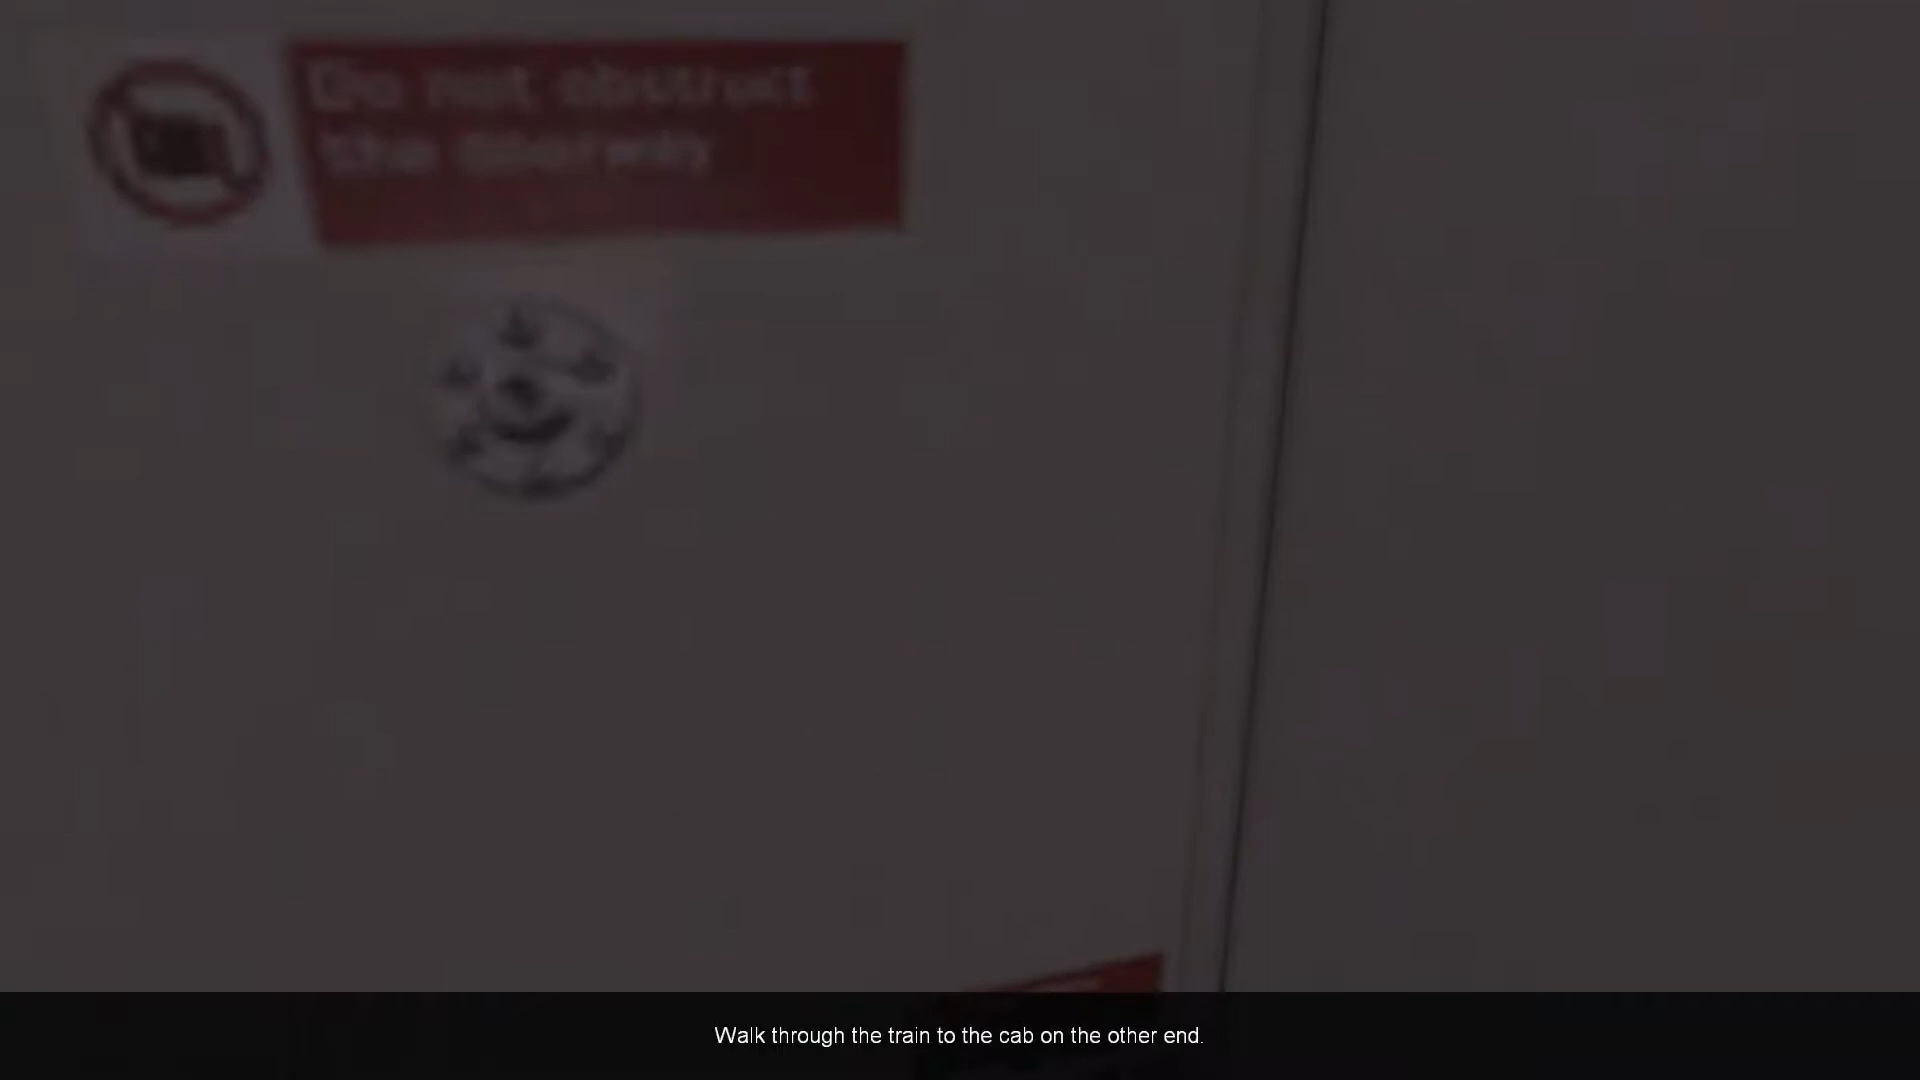 Do not obstruct
the doorway
Walk through the train to the cab on the other end.